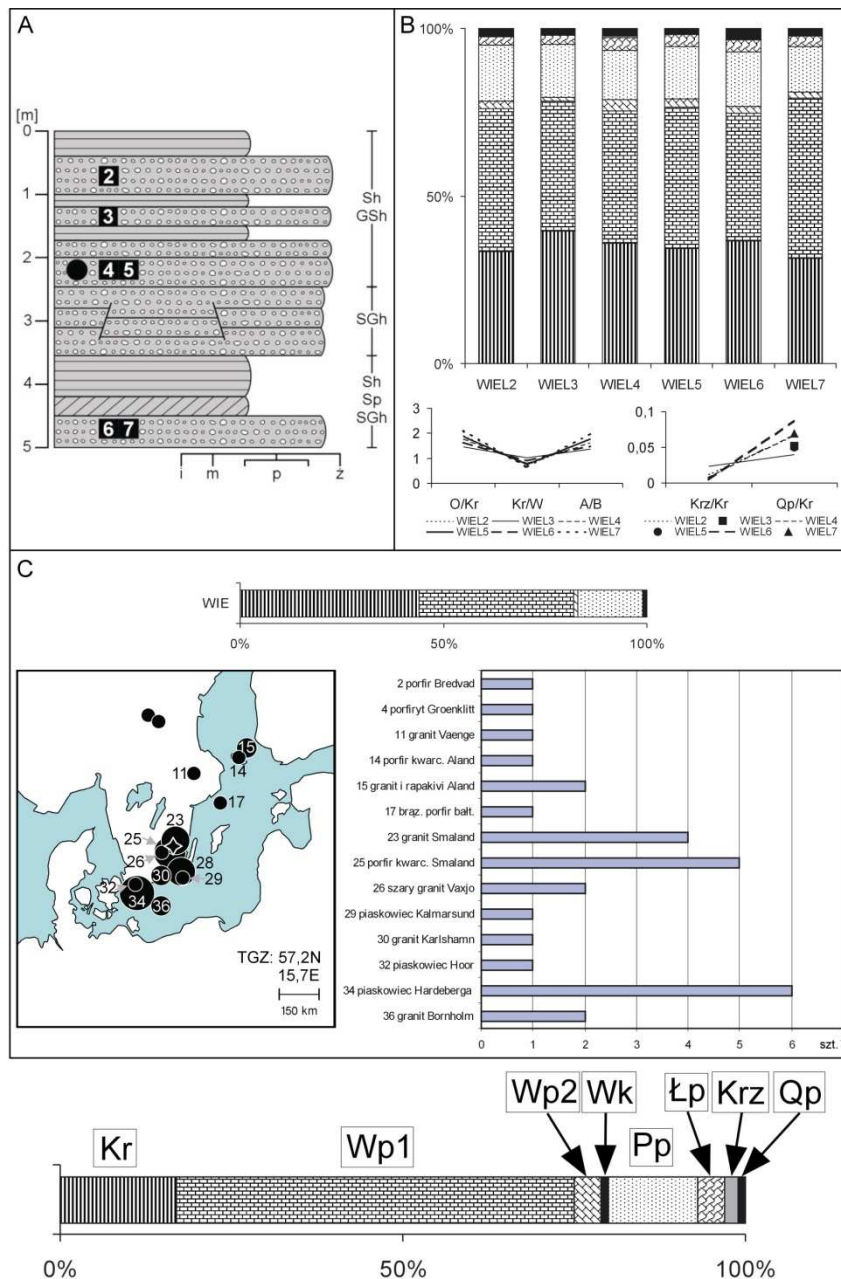 A
[m]
0
1
2
3
4
5
2
3
4 5
6 7
Sh
GSh
SGh
Sh
Sp
SGh
i m p ż
B
100%
50%
0%
WIEL2 WIEL3 WIEL4 WIEL5 WIEL6 WIEL7
3
2
1
0
O/Kr Kr/W A/B
WIEL2 WIEL3 WIEL4
WIEL5 WIEL6 WIEL7
0,1
0,05
0
Krz/Kr Qp/Kr
WIEL2 WIEL3 WIEL4
WIEL5 WIEL6 WIEL7
C
WIE
0% 50% 100%
15
14
11
17
23
25
26
28
29
30
32
34
36
TGZ: 57,2N
15,7E
150 km
2 porfir Bredvad
4 porfiryt Groenklitt
11 granit Vaenge
14 porfir kwarc. Aland
15 granit i rapakivi Aland
17 brąz. porfir bałt.
23 granit Smaland
25 porfir kwarc. Smaland
26 szary granit Vaxjo
29 piaskowiec Kalmarsund
30 granit Karlshamn
32 piaskowiec Hoor
34 piaskowiec Hardeberga
36 granit Bornholm
0 1 2 3 4 5 6 szt.
Kr Wp1 Wp2 Wk Pp Łp Krz Qp
0% 50% 100%